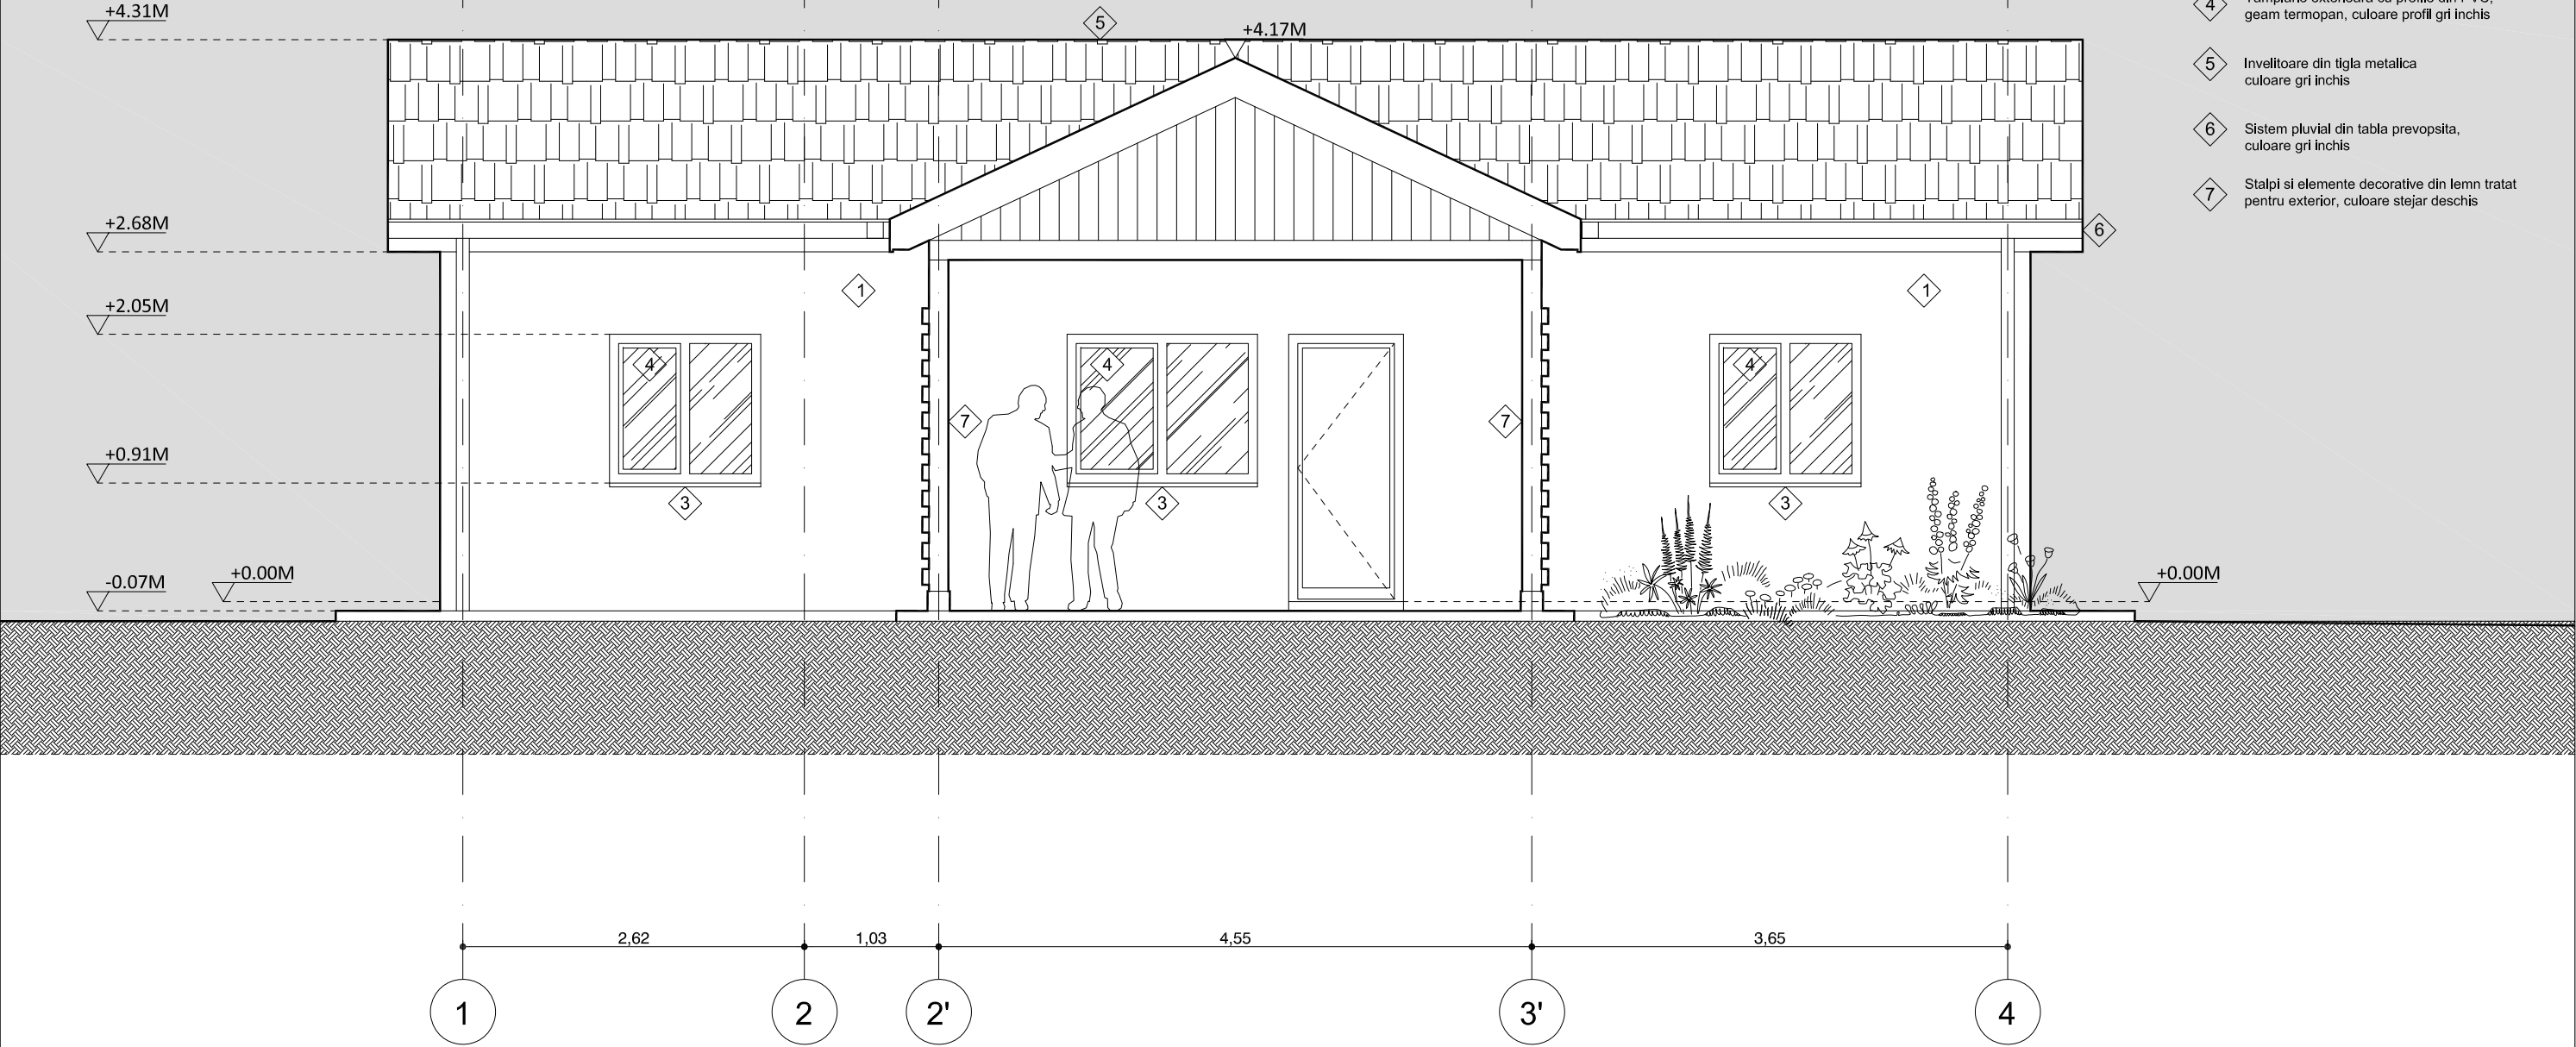 +4.31M
5
+4.17M
4
geam termopan, culoare profil gri inchis
5
Invelitoare din tigla metalica
culoare gri inchis
6
Sistem pluvial din tabla prevopsita,
culoare gri inchis
7
Stalpi si elemente decorative din lemn tratat
pentru exterior, culoare stejar deschis
+2.68M
6
1
1
+2.05M
4
4
4
7
7
+0.91M
3
3
3
-0.07M
+0.00M
+0.00M
2,62
1,03
4,55
3,65
1
2
2'
3'
4